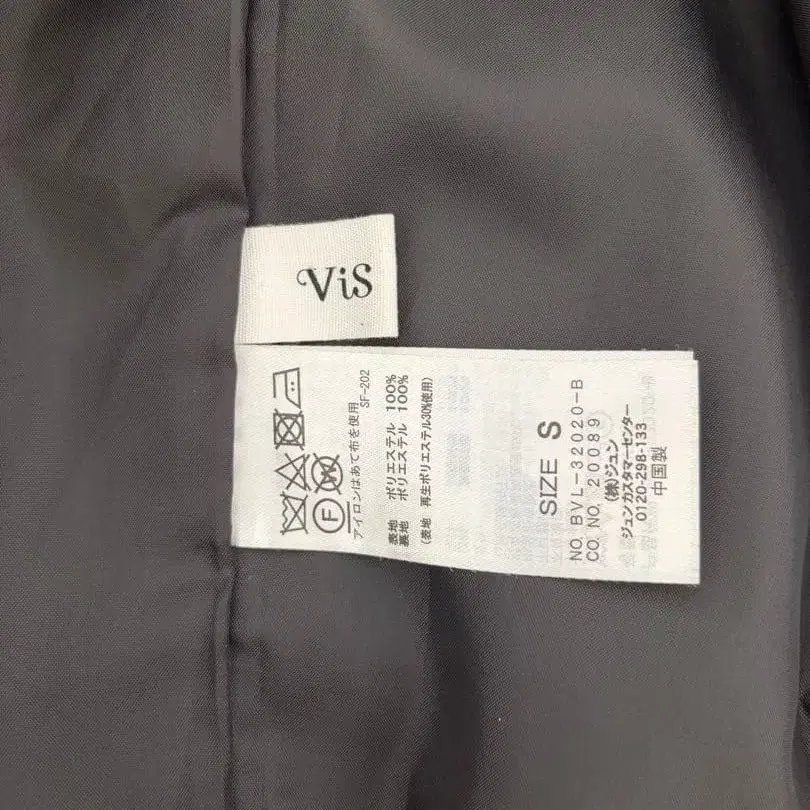 ViS
F W
アイロンはあて布を使用
SF-202
表地 ポリエステル 100%
裏地 ポリエステル 100%
(表地 再生ポリエステル30%使用)
SIZE S
NO. BVL-32020-B
CO. NO. 20089
(株)ジュン
ジュンカスタマーセンター
0120-298-133
中国製